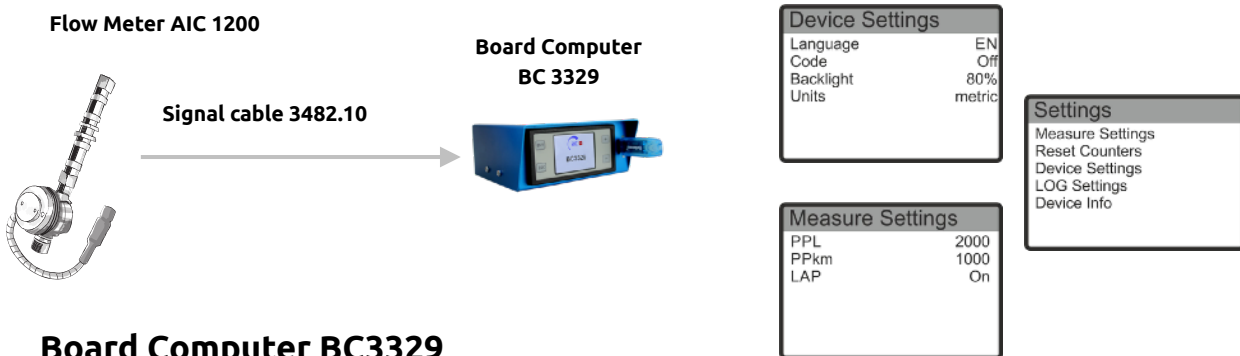 Flow Meter AIC 1200
Signal cable 3482.10
Board Computer
BC 3329
AIC
BC3329
Device Settings
Language EN
Code Off
Backlight 80%
Units metric
Settings
Measure Settings
Reset Counters
Device Settings
LOG Settings
Device Info
Measure Settings
PPL 2000
PPkm 1000
LAP On
Board Computer BC3329